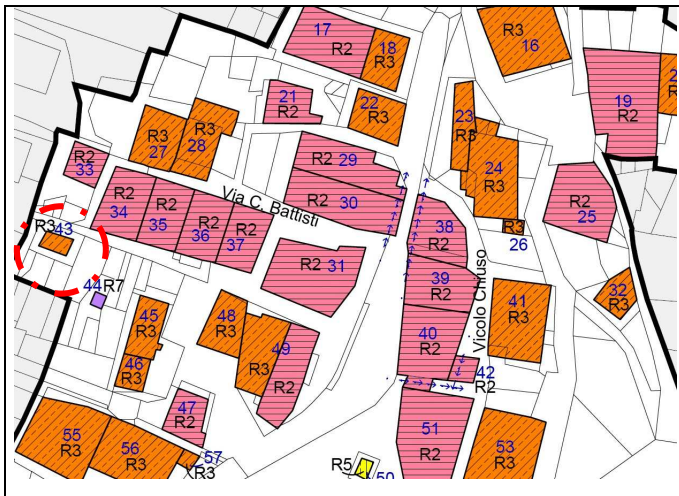 17
R2
18
R3
R3
16
19
R2
2
R
21
R2
22
R3
23
R3
24
R3
R3
27
R3
28
29
R2
R2
30
R2
33
R2
34
R2
35
R2
36
R2
37
Via C. Battisti
R2
31
38
R2
39
R2
40
R2
42
R2
Vicolo Chiuso
R3
26
R2
25
32
R3
41
R3
R3
43
44
R7
45
R3
46
R3
48
R3
R3
49
R2
47
R2
55
R3
56
R3
57
R3
R5
50
51
R2
53
R3